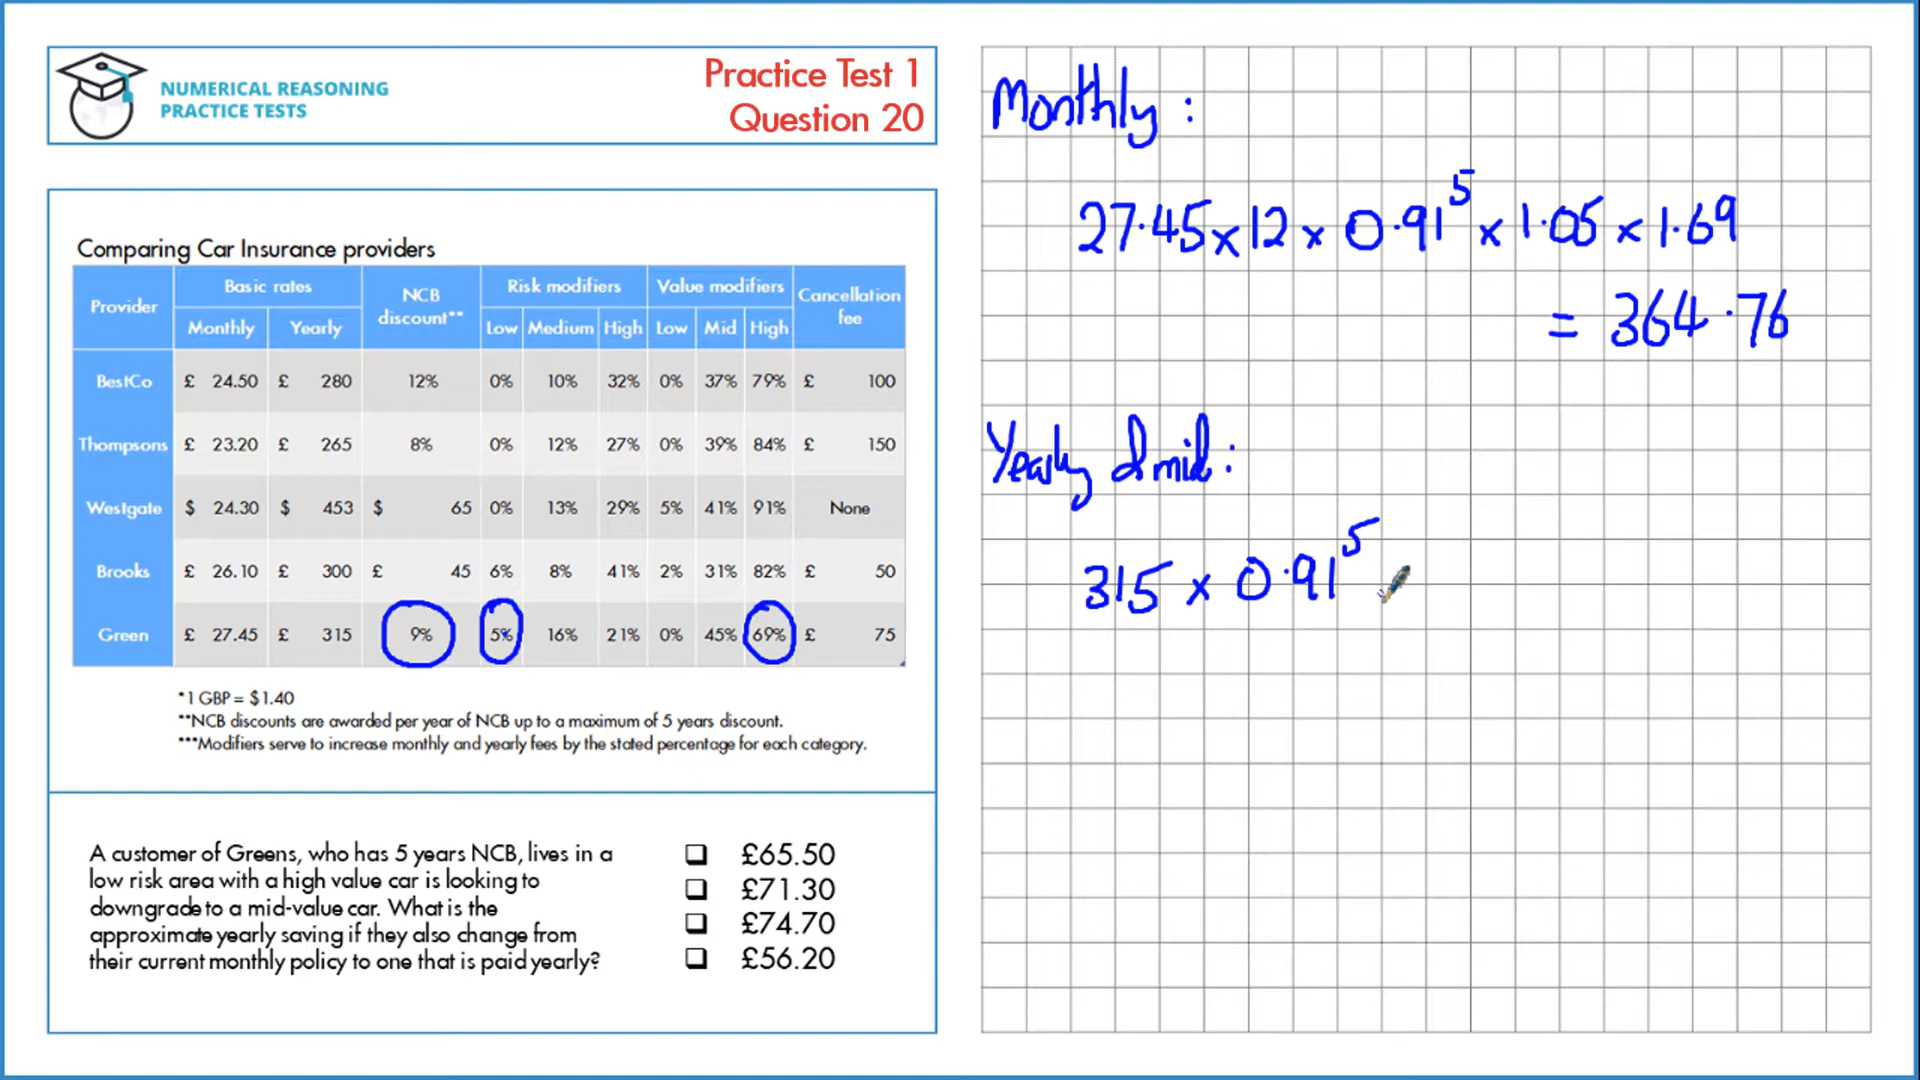 NUMERICAL REASONING
PRACTICE TESTS
Practice Test 1
Question 20
Comparing Car Insurance providers
Provider Basic rates NCB discount** Risk modifiers Value modifiers Cancellation fee
Monthly Yearly Low Medium High Low Mid High
BestCo £ 24.50 £ 280 12% 0% 10% 32% 0% 37% 79% £ 100
Thompsons £ 23.20 £ 265 8% 0% 12% 27% 0% 39% 84% £ 150
Westgate $ 24.30 $ 453 $ 65 0% 13% 29% 5% 41% 91% None
Brooks £ 26.10 £ 300 £ 45 6% 8% 41% 2% 31% 82% £ 50
Green £ 27.45 £ 315 9% 5% 16% 21% 0% 45% 69% £ 75
*1 GBP = $1.40
**NCB discounts are awarded per year of NCB up to a maximum of 5 years discount.
***Modifiers serve to increase monthly and yearly fees by the stated percentage for each category.
A customer of Greens, who has 5 years NCB, lives in a
low risk area with a high value car is looking to
downgrade to a mid-value car. What is the
approximate yearly saving if they also change from
their current monthly policy to one that is paid yearly?
❑ £65.50
❑ £71.30
❑ £74.70
❑ £56.20
Monthly :
27.45 × 12 × 0.91⁵ × 1.05 × 1.69
= 364.76
Yearly & mid :
315 × 0.91⁵